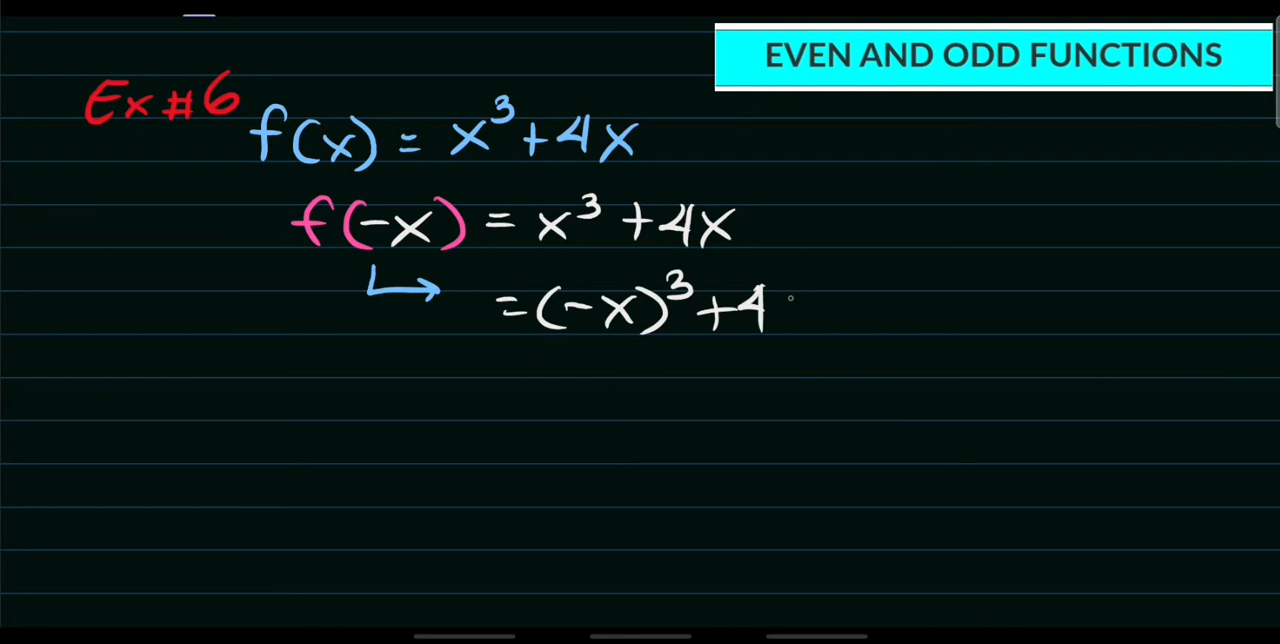 EVEN AND ODD FUNCTIONS
Ex #6
f(x) = x³ + 4x
f(-x) = x³ + 4x
= (-x)³ + 4